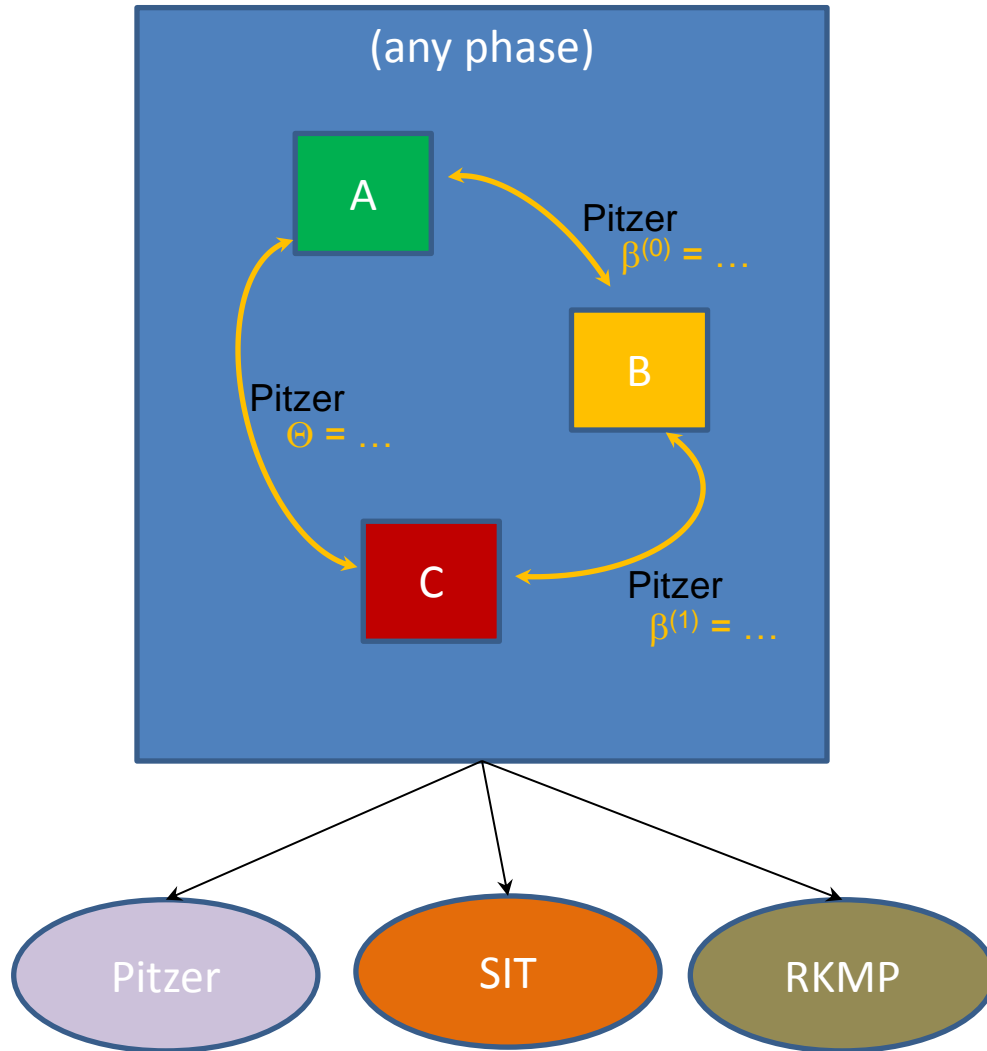 (any phase)
A
Pitzer
β⁽⁰⁾ = …
B
Pitzer
Θ = …
C
Pitzer
β⁽¹⁾ = …
Pitzer
SIT
RKMP